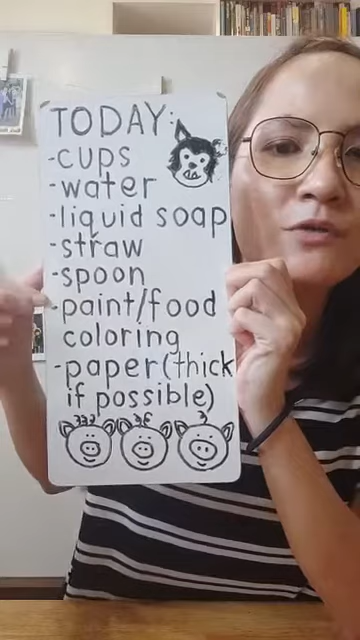 TODAY:
-cups
-water
-liquid soap
-straw
-spoon
-paint/food
coloring
-paper(thick
if possible)